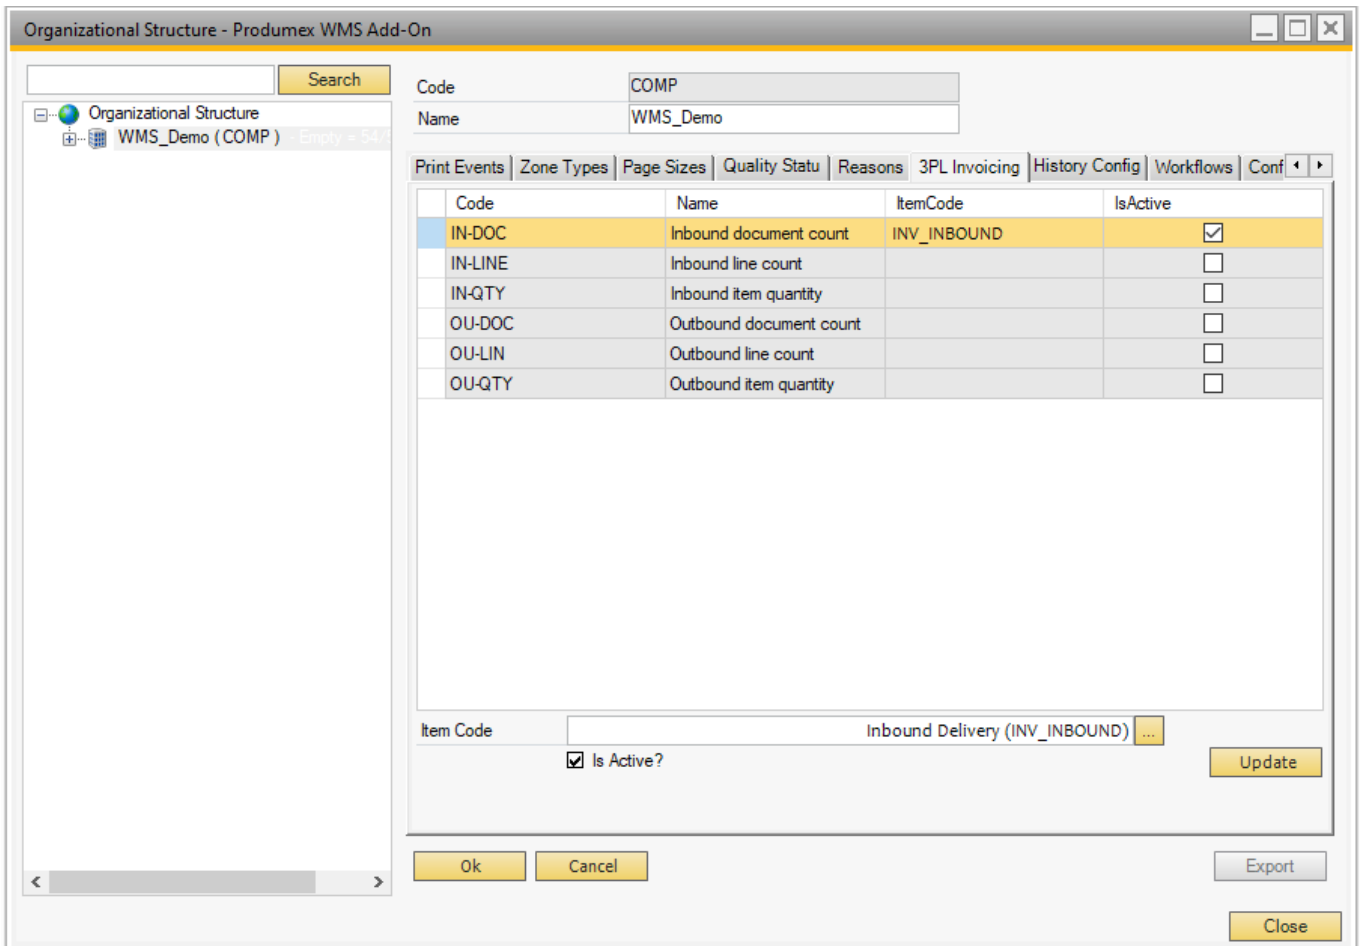 Organizational Structure - Produmex WMS Add-On
Search
Organizational Structure
WMS_Demo ( COMP ) - Empty = 54/
Code COMP
Name WMS_Demo
Print Events Zone Types Page Sizes Quality Statu Reasons 3PL Invoicing History Config Workflows Conf
Code Name ItemCode IsActive
IN-DOC Inbound document count INV_INBOUND
IN-LINE Inbound line count
IN-QTY Inbound item quantity
OU-DOC Outbound document count
OU-LIN Outbound line count
OU-QTY Outbound item quantity
Item Code Inbound Delivery (INV_INBOUND) ...
Is Active?
Update
Ok Cancel Export
Close